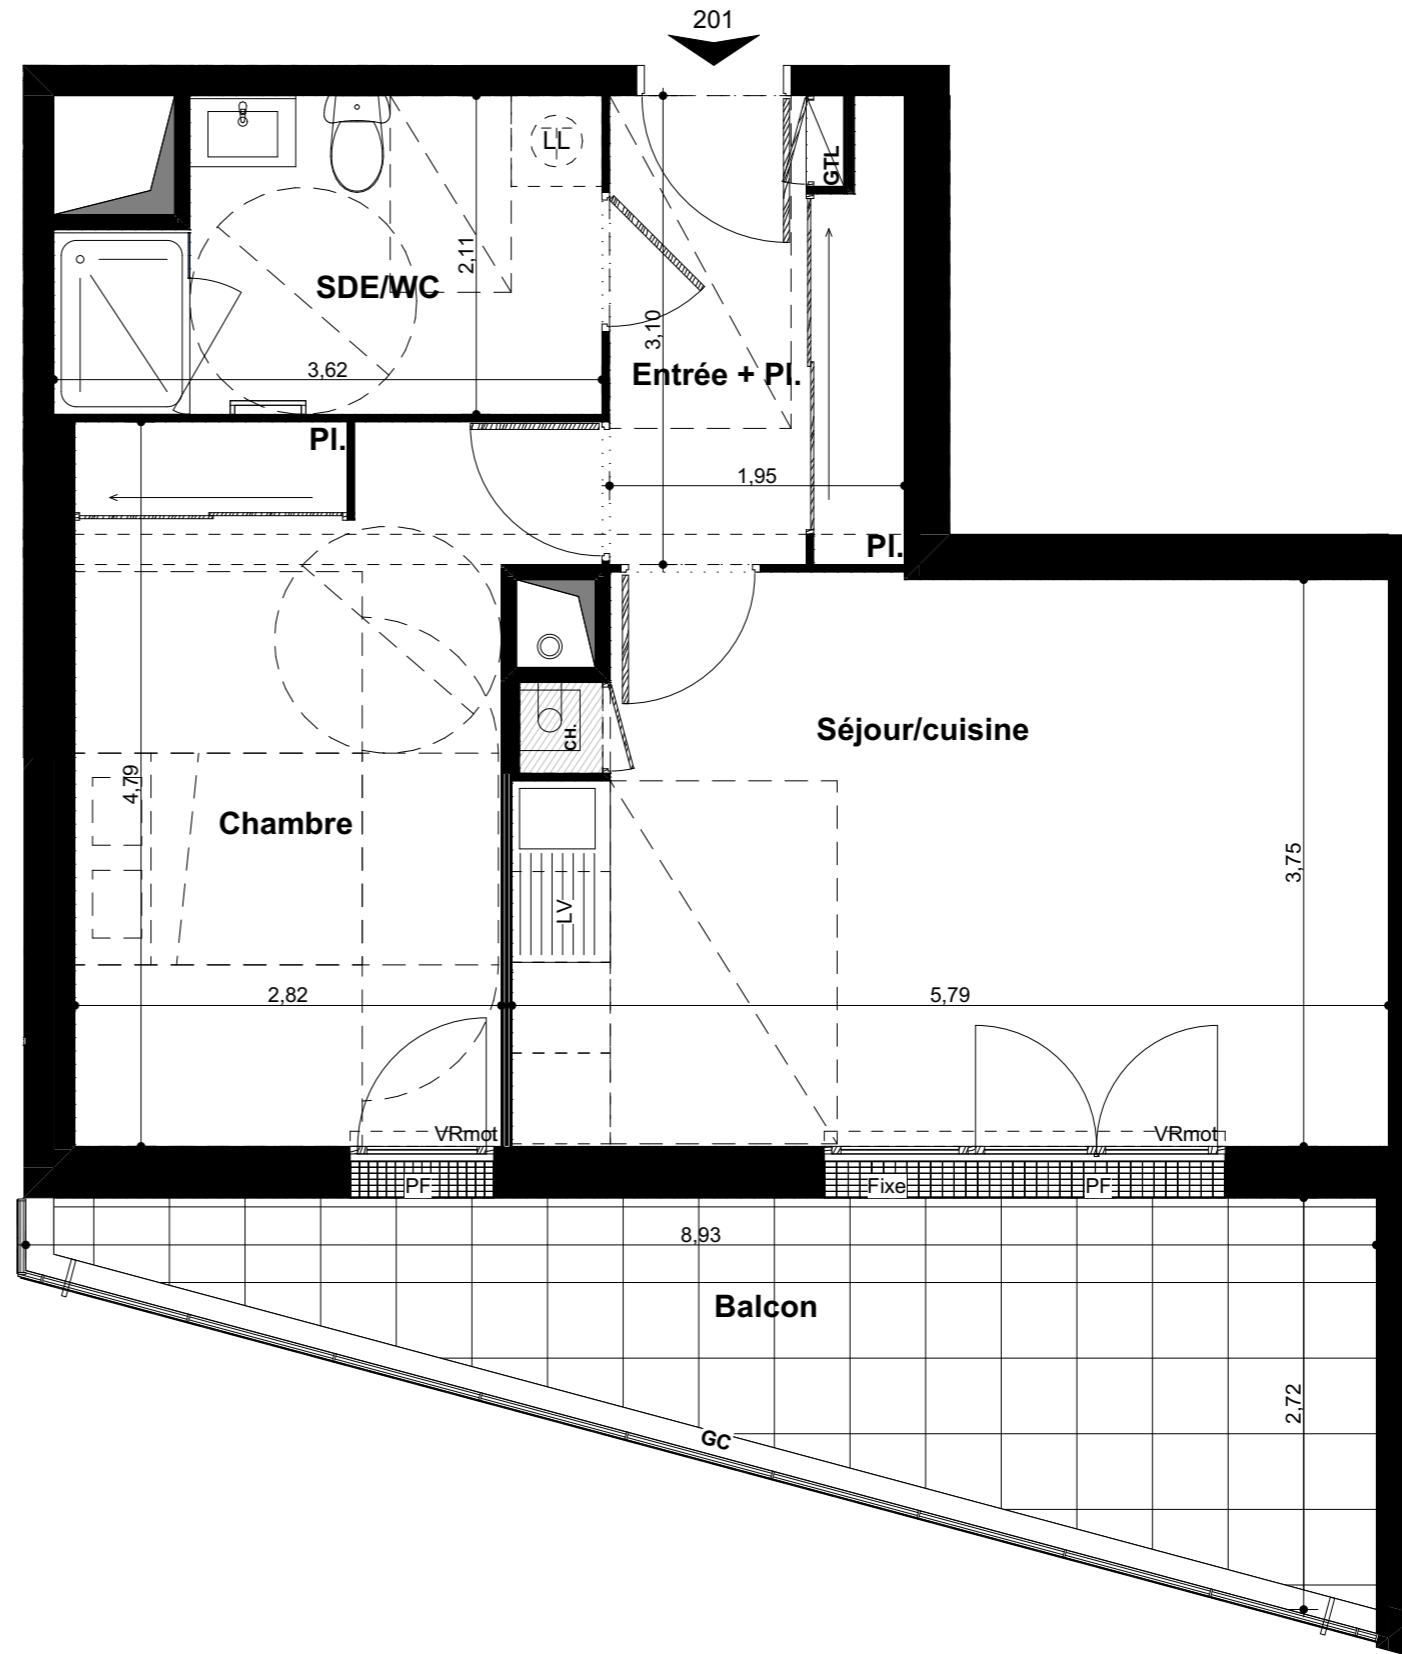 201
LL
GTL
2,11
SDE/WC
3,10
3,62
Entrée + Pl.
Pl.
1,95
Pl.
CH.
Séjour/cuisine
4,79
Chambre
3,75
LV
2,82
5,79
VRmot
VRmot
PF
Fixe
PF
8,93
Balcon
2,72
GC